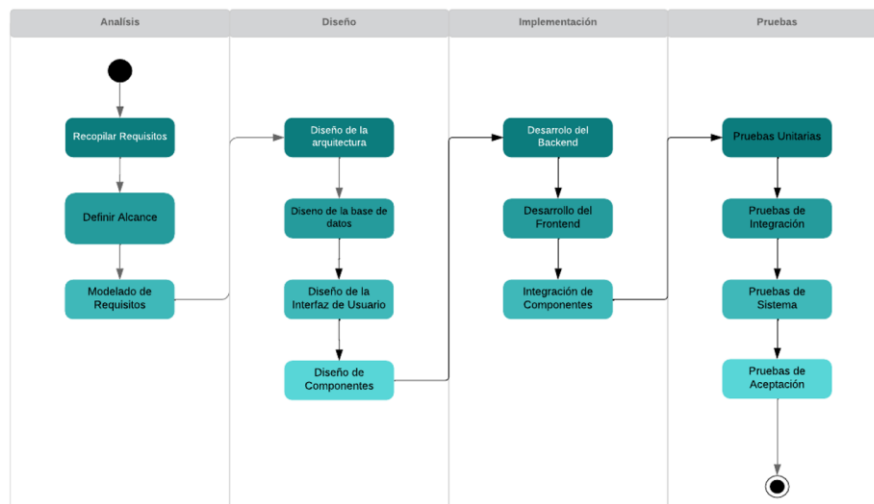 Análisis
Diseño
Implementación
Pruebas
Recopilar Requisitos
Definir Alcance
Modelado de
Requisitos
Diseño de la
arquitectura
Diseno de la base de
datos
Diseño de la
Interfaz de Usuario
Diseño de
Componentes
Desarrolo del
Backend
Desarrollo del
Frontend
Integración de
Componentes
Pruebas Unitarias
Pruebas de
Integración
Pruebas de
Sistema
Pruebas de
Aceptación